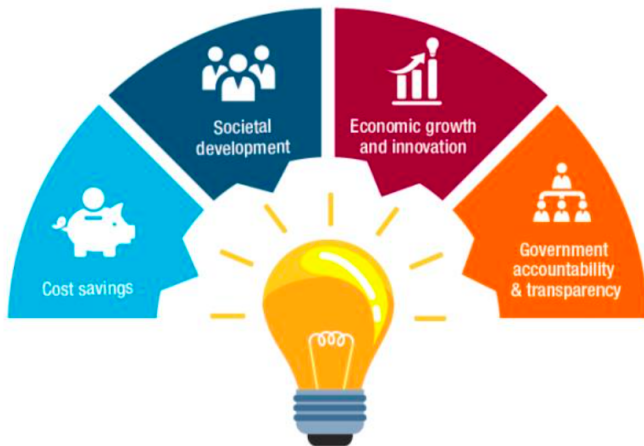 Cost savings
Societal
development
Economic growth
and innovation
Government
accountability
& transparency